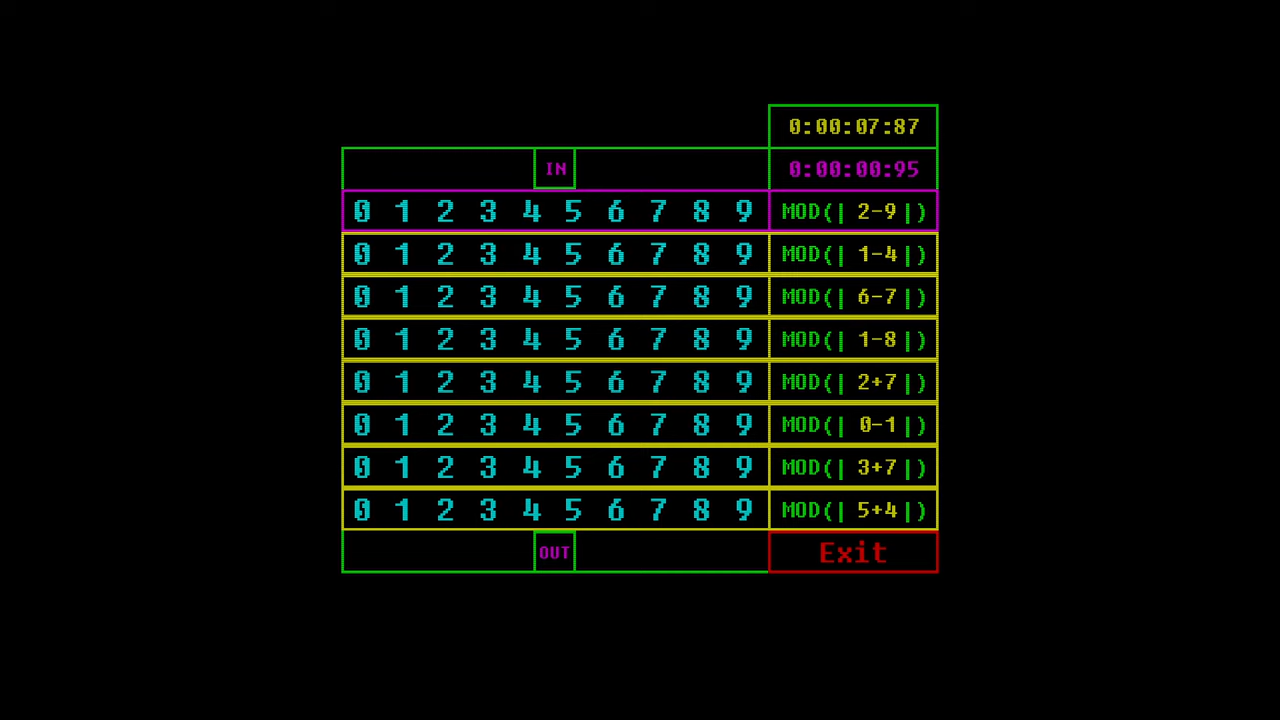 0:00:07:87
IN 0:00:00:95
0 1 2 3 4 5 6 7 8 9 MOD(| 2-9|)
0 1 2 3 4 5 6 7 8 9 MOD(| 1-4|)
0 1 2 3 4 5 6 7 8 9 MOD(| 6-7|)
0 1 2 3 4 5 6 7 8 9 MOD(| 1-8|)
0 1 2 3 4 5 6 7 8 9 MOD(| 2+7|)
0 1 2 3 4 5 6 7 8 9 MOD(| 0-1|)
0 1 2 3 4 5 6 7 8 9 MOD(| 3+7|)
0 1 2 3 4 5 6 7 8 9 MOD(| 5+4|)
OUT Exit